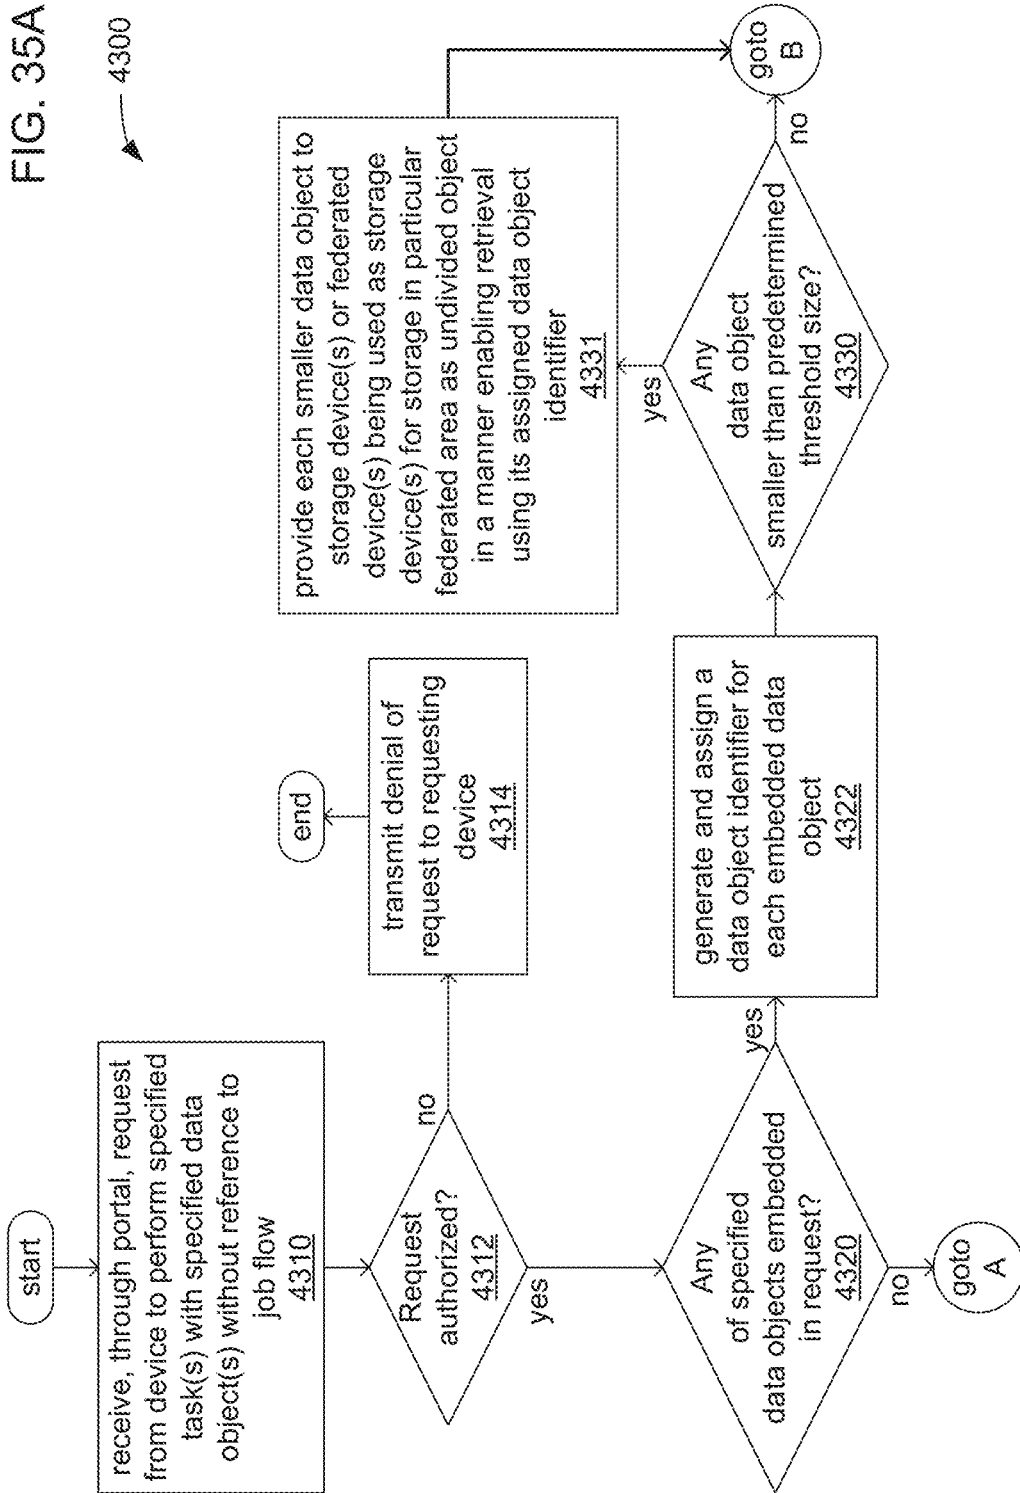 FIG. 35A
4300
start
receive, through portal, request
from device to perform specified
task(s) with specified data
object(s) without reference to
job flow
4310
Request
authorized?
4312
no
yes
transmit denial of
request to requesting
device
4314
end
Any
of specified
data objects embedded
in request?
4320
no
goto
A
yes
generate and assign a
data object identifier for
each embedded data
object
4322
Any
data object
smaller than predetermined
threshold size?
4330
yes
no
provide each smaller data object to
storage device(s) or federated
device(s) being used as storage
device(s) for storage in particular
federated area as undivided object
in a manner enabling retrieval
using its assigned data object
identifier
4331
goto
B